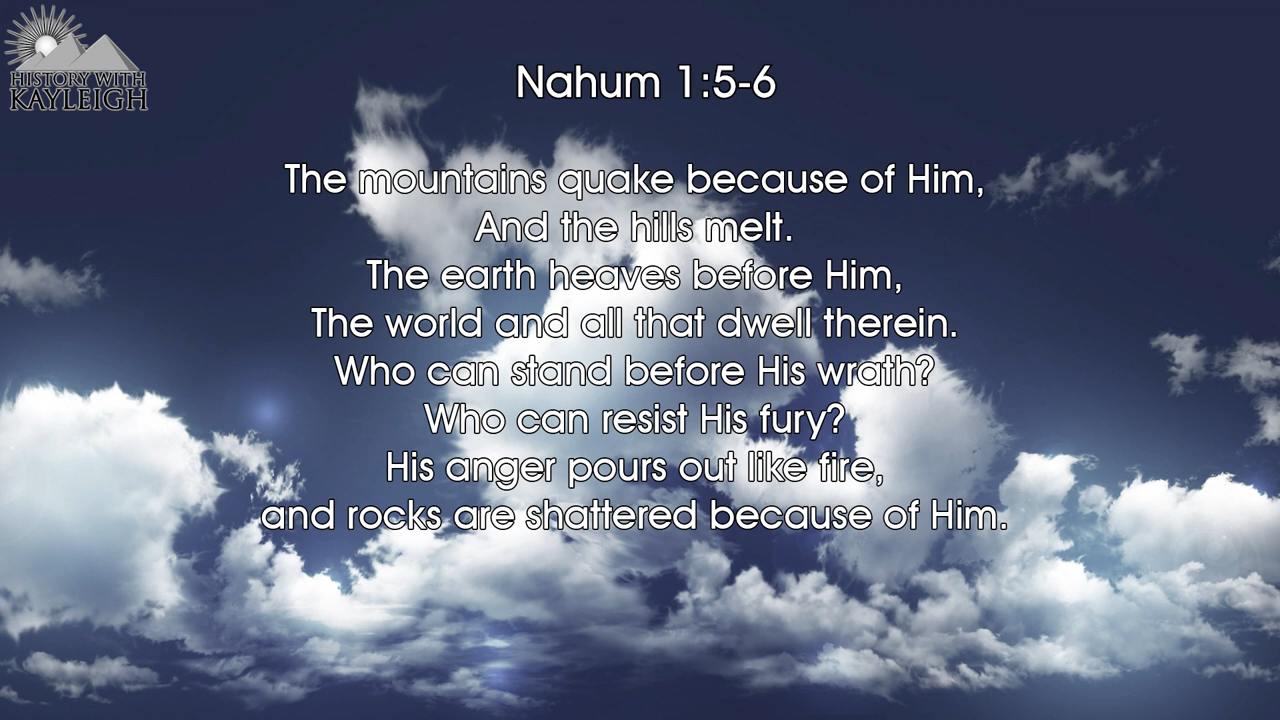 HISTORY WITH
KAYLEIGH
Nahum 1:5-6
The mountains quake because of Him,
And the hills melt.
The earth heaves before Him,
The world and all that dwell therein.
Who can stand before His wrath?
Who can resist His fury?
His anger pours out like fire,
and rocks are shattered because of Him.